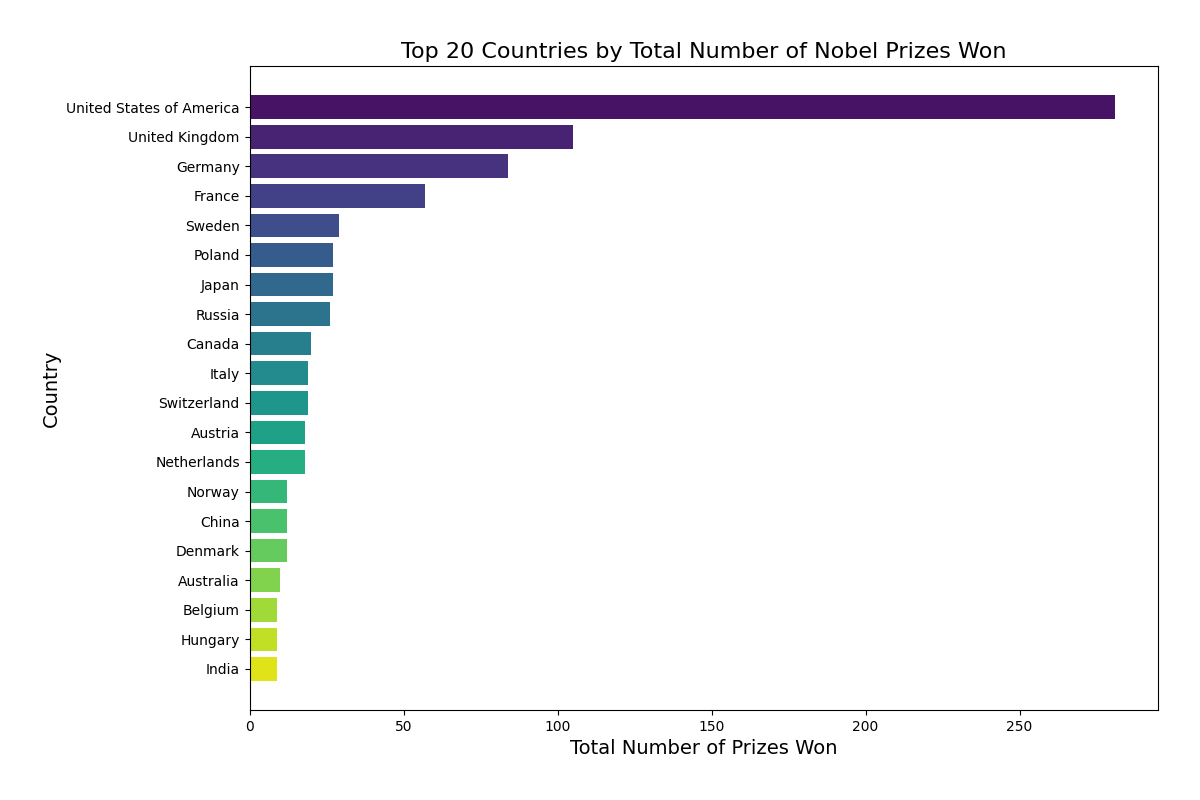 Top 20 Countries by Total Number of Nobel Prizes Won
United States of America
United Kingdom
Germany
France
Sweden
Poland
Japan
Russia
Canada
Italy
Switzerland
Austria
Netherlands
Norway
China
Denmark
Australia
Belgium
Hungary
India
Country
0 50 100 150 200 250
Total Number of Prizes Won